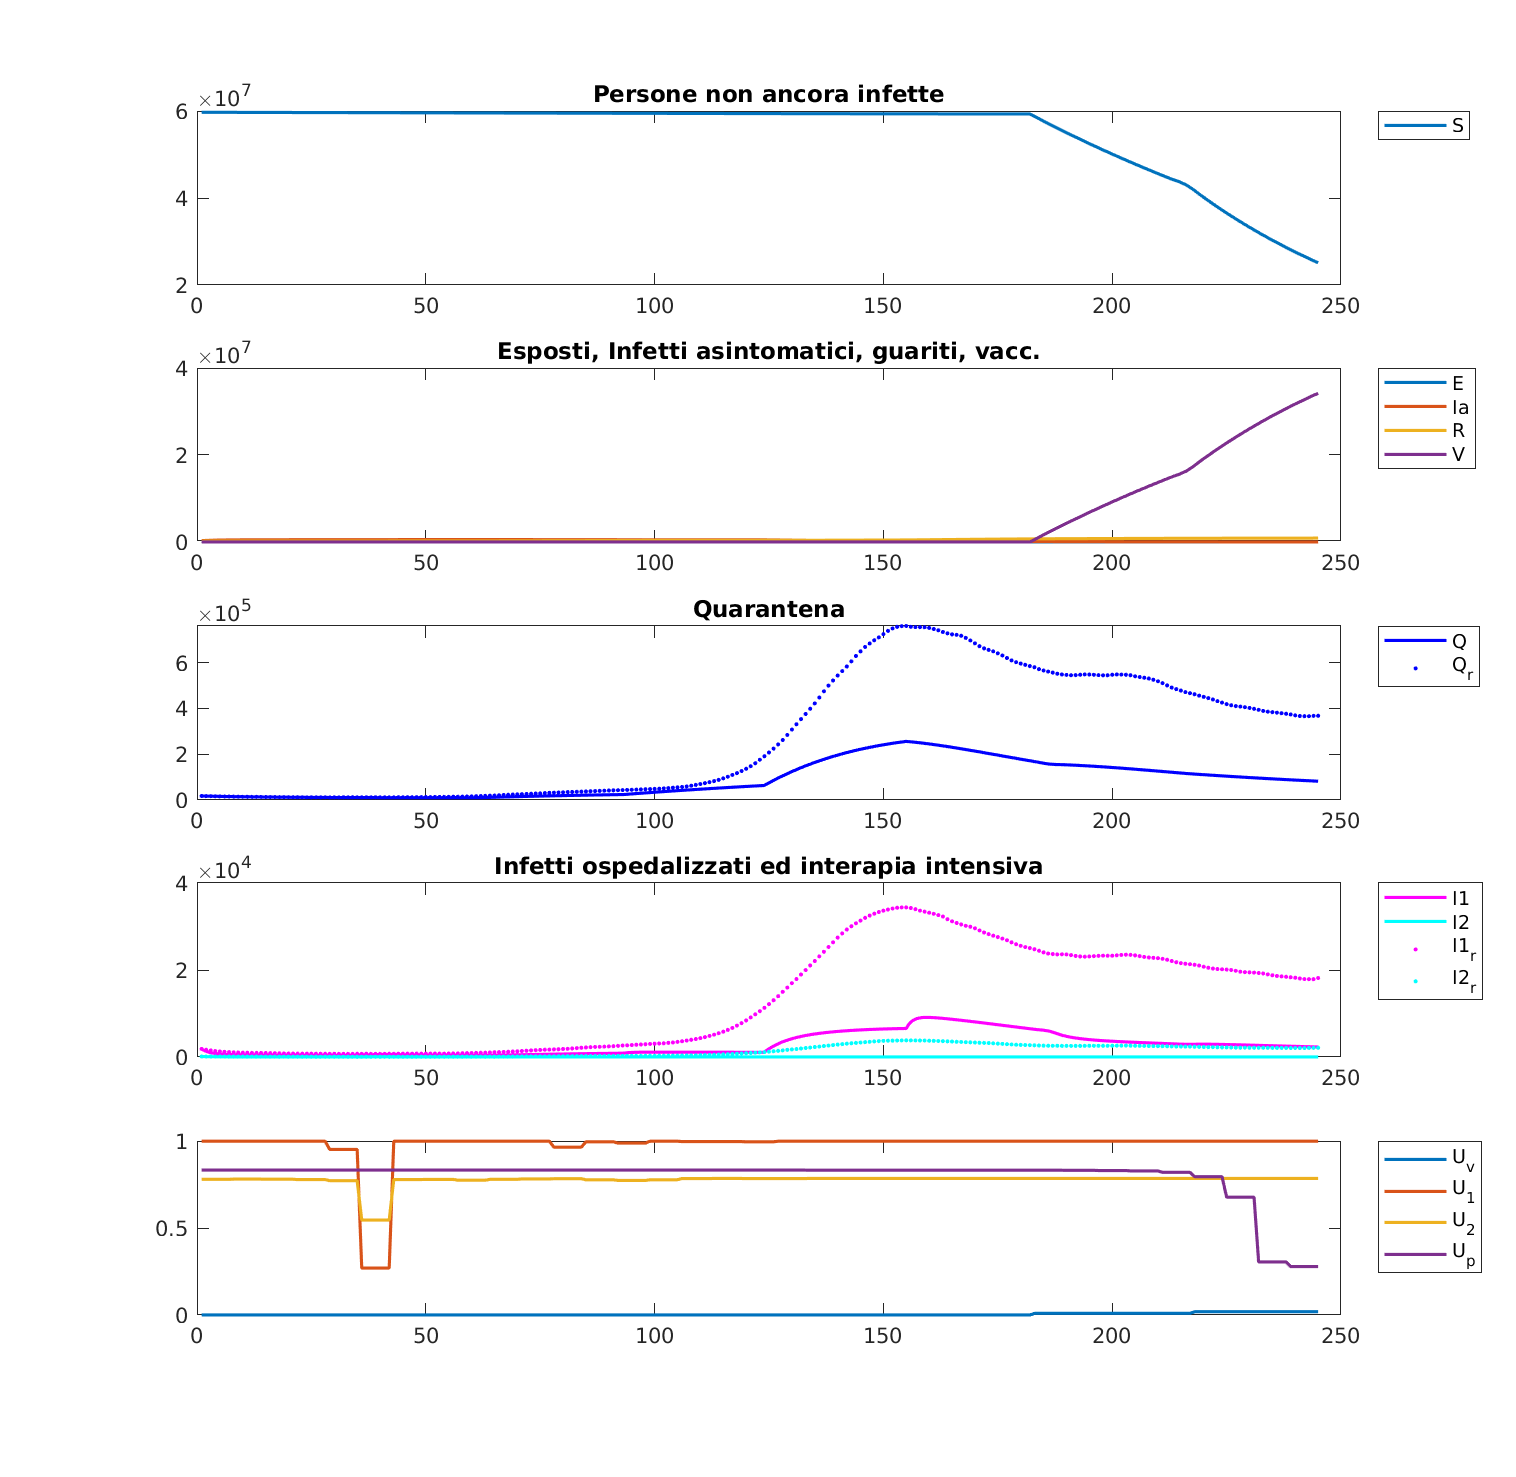 Persone non ancora infette
×10^7
6
4
2
0 50 100 150 200 250
S
Esposti, Infetti asintomatici, guariti, vacc.
×10^7
4
2
0
0 50 100 150 200 250
E
Ia
R
V
Quarantena
×10^5
6
4
2
0
0 50 100 150 200 250
Q
Q_r
Infetti ospedalizzati ed interapia intensiva
×10^4
4
2
0
0 50 100 150 200 250
I1
I2
I1_r
I2_r
1
0.5
0
0 50 100 150 200 250
U_v
U_1
U_2
U_p